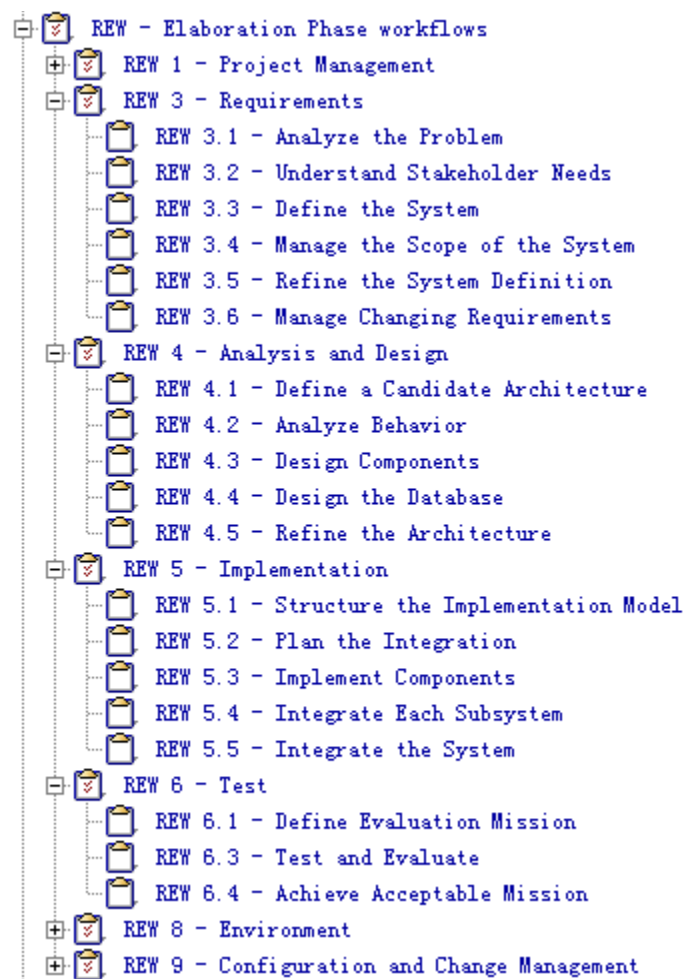 REW - Elaboration Phase workflows
REW 1 - Project Management
REW 3 - Requirements
REW 3.1 - Analyze the Problem
REW 3.2 - Understand Stakeholder Needs
REW 3.3 - Define the System
REW 3.4 - Manage the Scope of the System
REW 3.5 - Refine the System Definition
REW 3.6 - Manage Changing Requirements
REW 4 - Analysis and Design
REW 4.1 - Define a Candidate Architecture
REW 4.2 - Analyze Behavior
REW 4.3 - Design Components
REW 4.4 - Design the Database
REW 4.5 - Refine the Architecture
REW 5 - Implementation
REW 5.1 - Structure the Implementation Model
REW 5.2 - Plan the Integration
REW 5.3 - Implement Components
REW 5.4 - Integrate Each Subsystem
REW 5.5 - Integrate the System
REW 6 - Test
REW 6.1 - Define Evaluation Mission
REW 6.3 - Test and Evaluate
REW 6.4 - Achieve Acceptable Mission
REW 8 - Environment
REW 9 - Configuration and Change Management